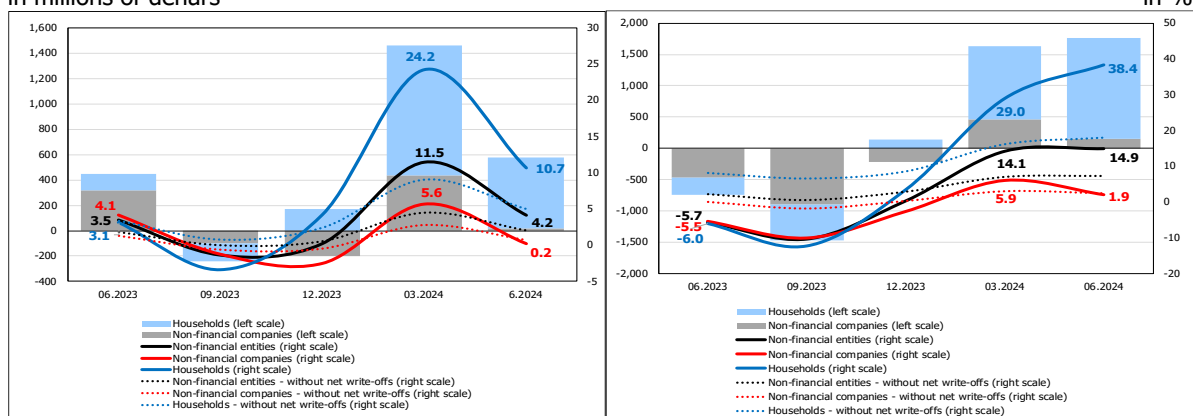 in millions of denars
in %
1,600
1,400
1,200
1,000
800
600
400
200
0
-200
-400
30
25
20
15
10
5
0
-5
24.2
11.5
10.7
5.6
4.1
3.5
3.1
4.2
0.2
06.2023 09.2023 12.2023 03.2024 6.2024
Households (left scale)
Non-financial companies (left scale)
Non-financial entities (right scale)
Non-financial companies (right scale)
Households (right scale)
Non-financial entities - without net write-offs (right scale)
Non-financial companies - without net write-offs (right scale)
Households - without net write-offs (right scale)
2,000
1,500
1,000
500
0
-500
-1,000
-1,500
-2,000
50
40
30
20
10
0
-10
-20
38.4
29.0
14.1
14.9
5.9
1.9
-5.7
-5.5
-6.0
06.2023 09.2023 12.2023 03.2024 06.2024
Households (left scale)
Non-financial companies (left scale)
Non-financial entities (right scale)
Non-financial companies (right scale)
Households (right scale)
Non-financial entities - without net write-offs (right scale)
Non-financial companies - without net write-offs (right scale)
Households - without net write-offs (right scale)